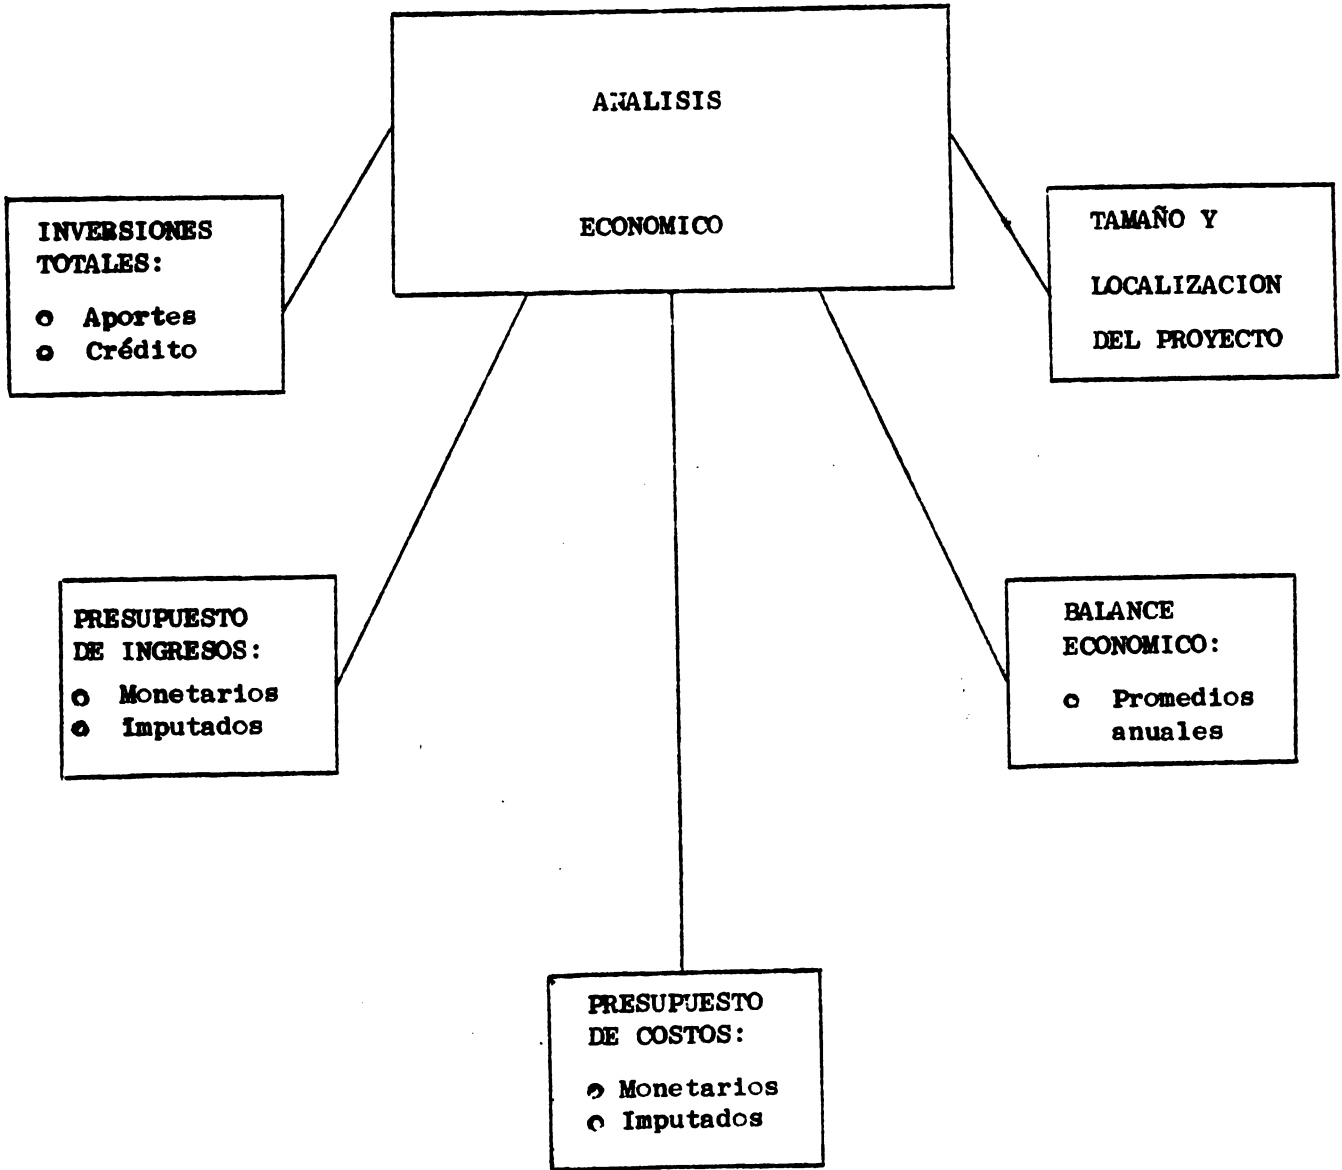 ANALISIS
ECONOMICO
INVERSIONES
TOTALES:
o Aportes
o Crédito
TAMAÑO Y
LOCALIZACION
DEL PROYECTO
PRESUPUESTO
DE INGRESOS:
o Monetarios
o Imputados
BALANCE
ECONOMICO:
o Promedios
anuales
PRESUPUESTO
DE COSTOS:
o Monetarios
o Imputados